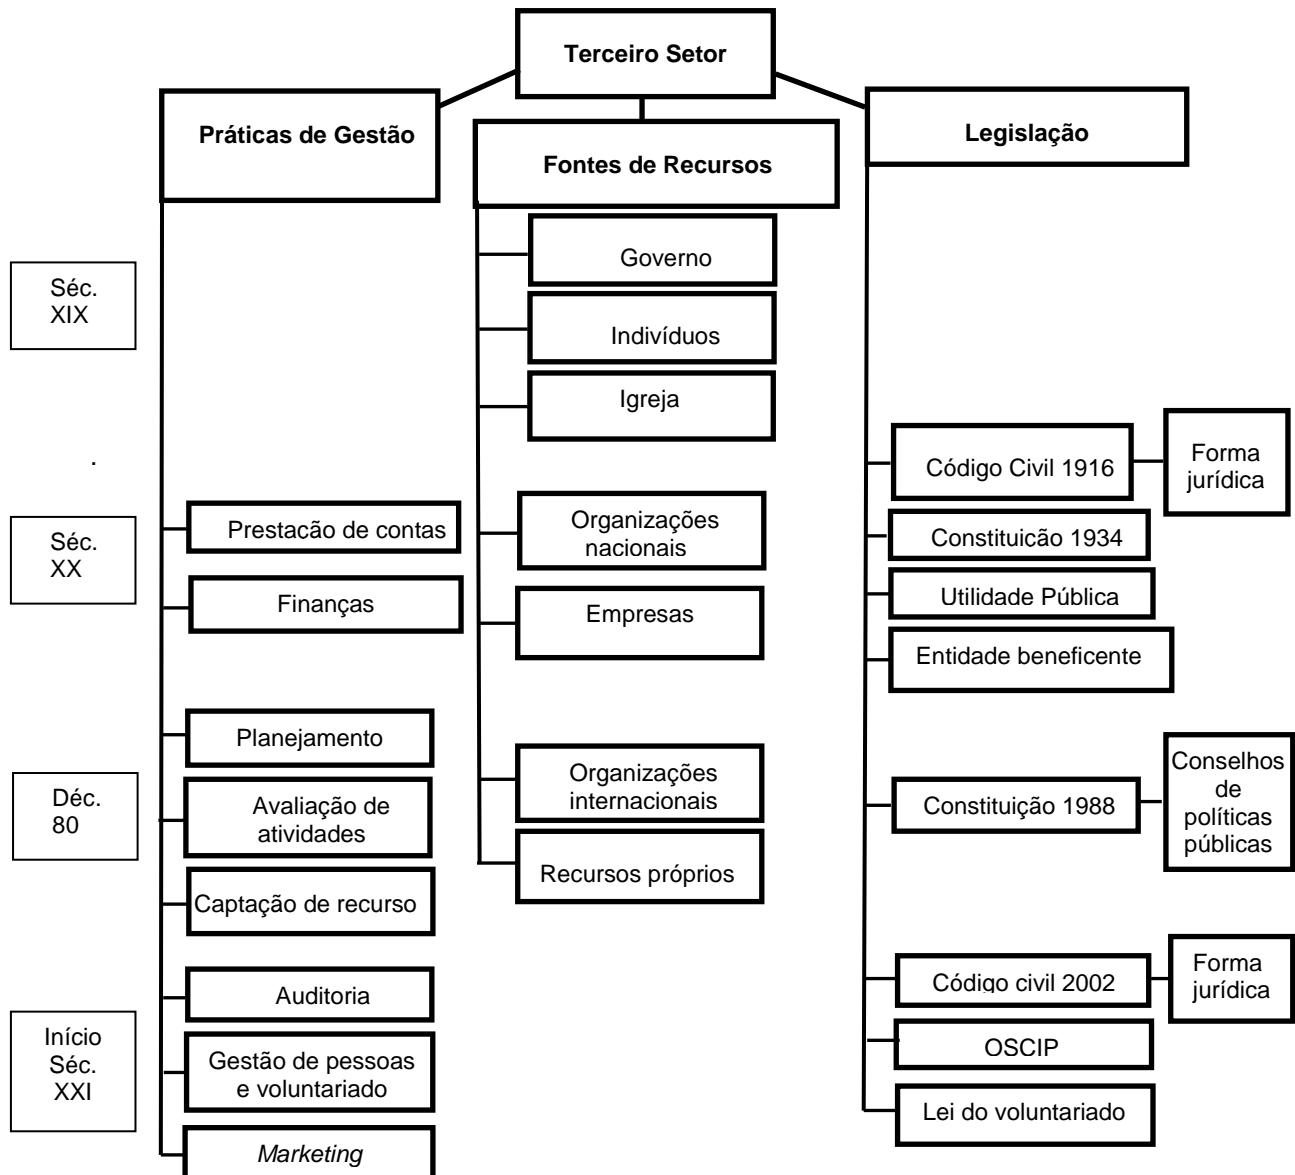 Terceiro Setor
Práticas de Gestão
Fontes de Recursos
Legislação
Séc.
XIX
Governo
Indivíduos
Igreja
.
Séc.
XX
Prestacão de contas
Finanças
Organizações
nacionais
Empresas
Código Civil 1916
Forma
jurídica
Constituicão 1934
Utilidade Pública
Entidade beneficente
Déc.
80
Planejamento
Avaliação de
atividades
Captação de recurso
Organizações
internacionais
Recursos próprios
Constituição 1988
Conselhos
de
políticas
públicas
Início
Séc.
XXI
Auditoria
Gestão de pessoas
e voluntariado
Marketing
Código civil 2002
Forma
jurídica
OSCIP
Lei do voluntariado